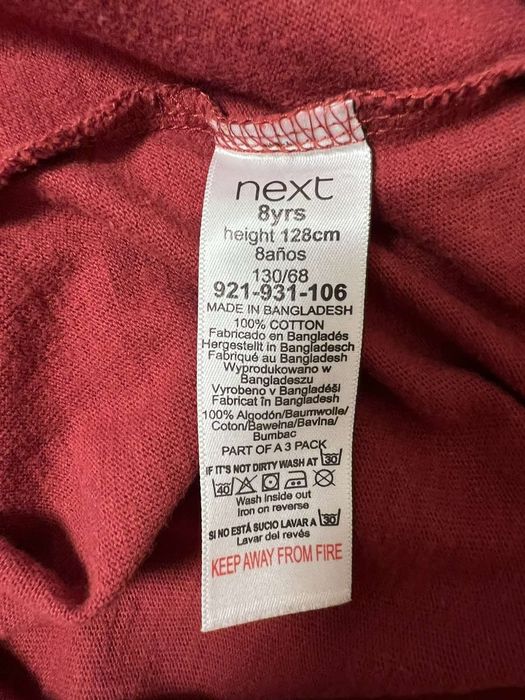 next
8yrs
height 128cm
8años
130/68
921-931-106
MADE IN BANGLADESH
100% COTTON
Fabricado en Bangladés
Hergestellt in Bangladesch
Fabriqué au Bangladesh
Wyprodukowano w
Bangladeszu
Vyrobeno v Bangladéši
Fabricat în Bangladesh
100% Algodón/Baumwolle/
Coton/Bawełna/Bavlna/
Bumbac
PART OF A 3 PACK
IF IT'S NOT DIRTY WASH AT 30
40
Wash inside out
Iron on reverse
SI NO ESTÁ SUCIO LAVAR A 30
Lavar del revés
KEEP AWAY FROM FIRE